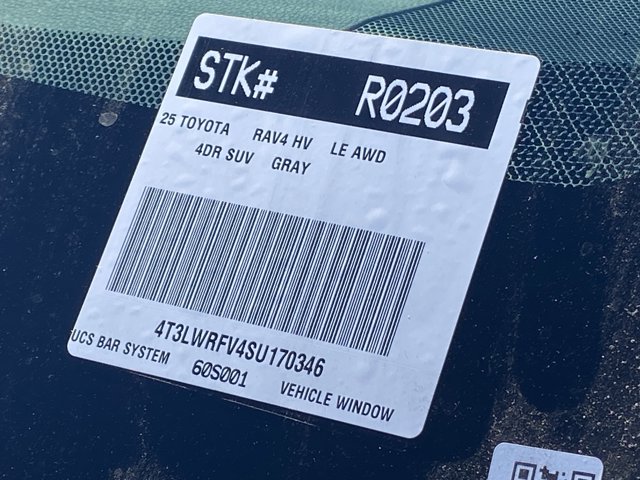 STK# R0203
25 TOYOTA RAV4 HV LE AWD
4DR SUV GRAY
4T3LWRFV4SU170346
UCS BAR SYSTEM 60S001 VEHICLE WINDOW